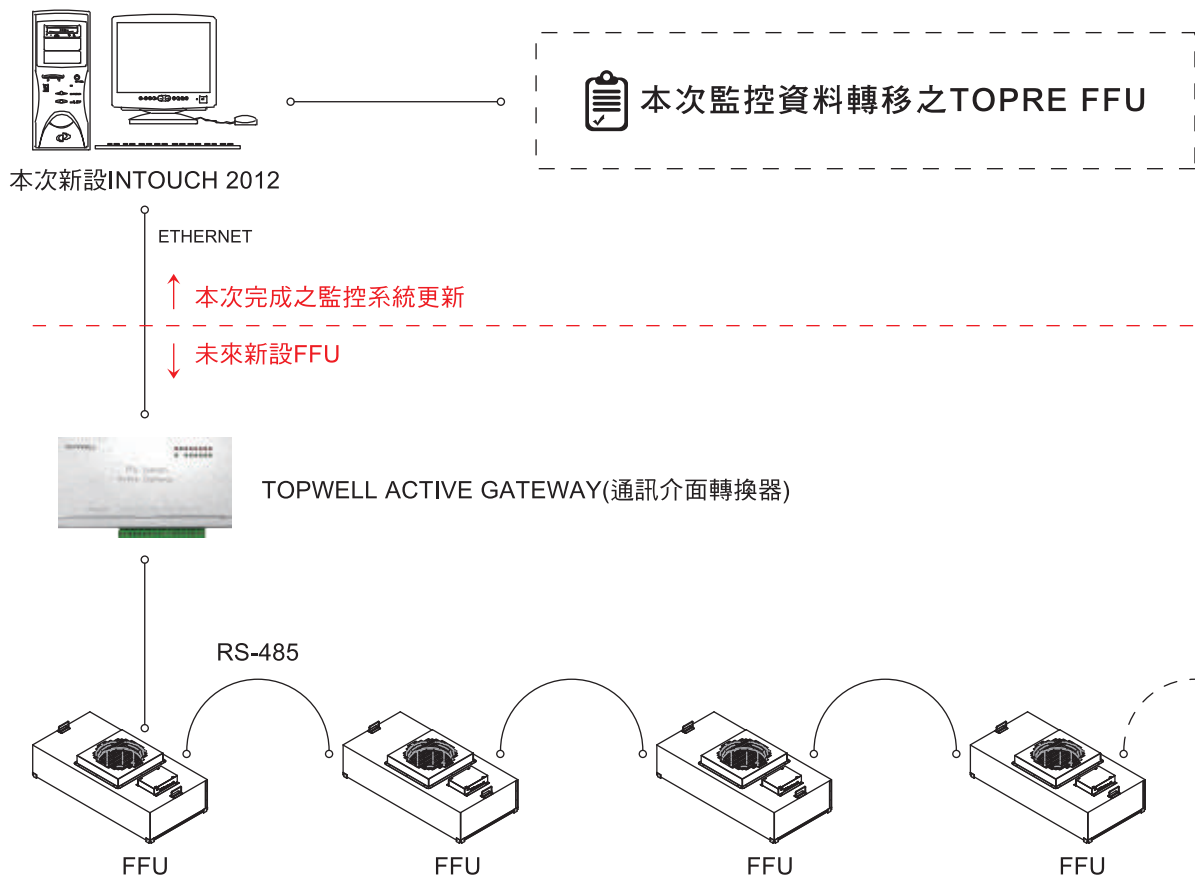 本次監控資料轉移之TOPRE FFU
本次新設INTOUCH 2012
ETHERNET
本次完成之監控系統更新
未來新設FFU
TOPWELL ACTIVE GATEWAY(通訊介面轉換器)
RS-485
FFU
FFU
FFU
FFU